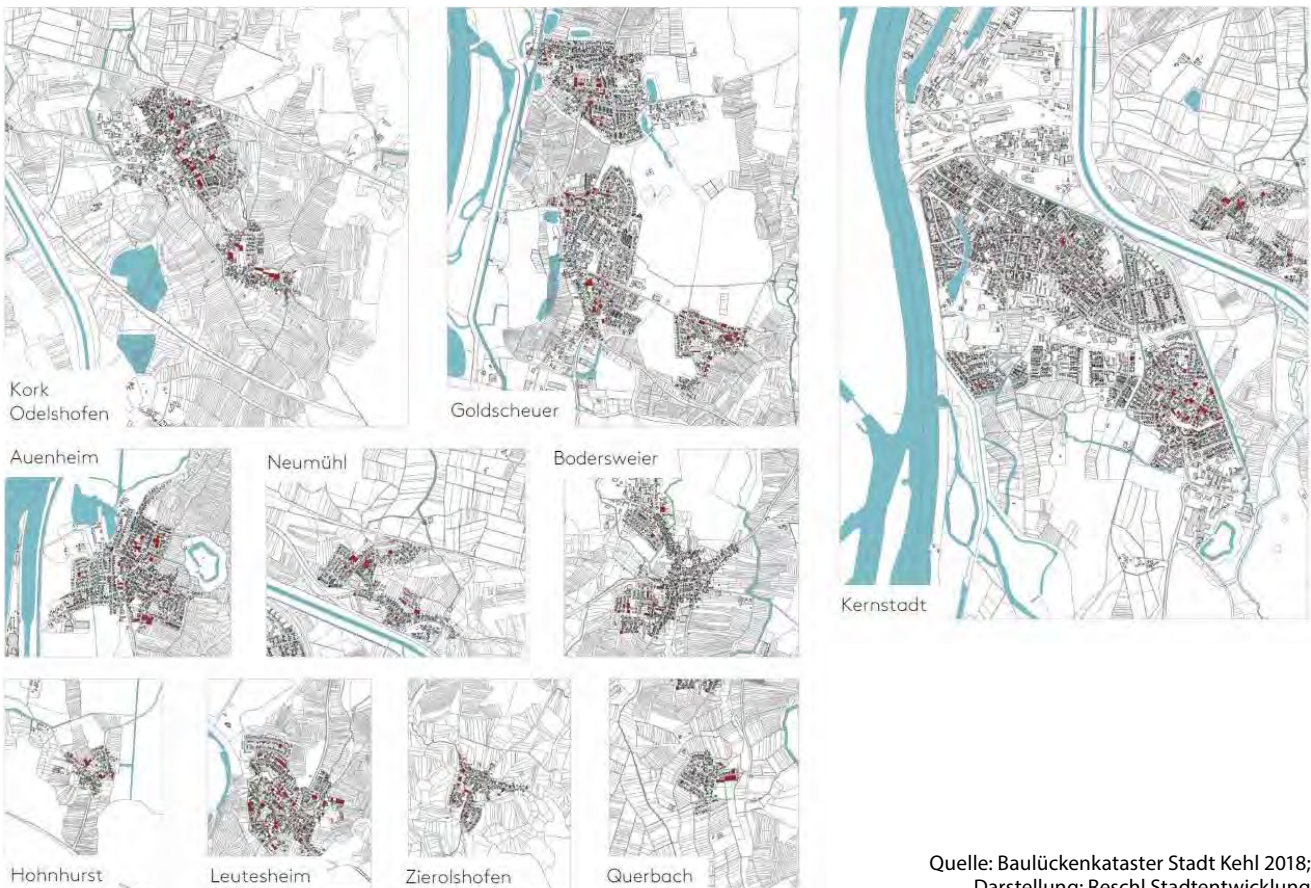 Kork
Odelshofen
Goldscheuer
Kernstadt
Auenheim
Neumühl
Bodersweier
Hohnhurst
Leutesheim
Zierolshofen
Querbach
Quelle: Baulückenkataster Stadt Kehl 2018;
Darstellung: Reschl Stadtentwicklung